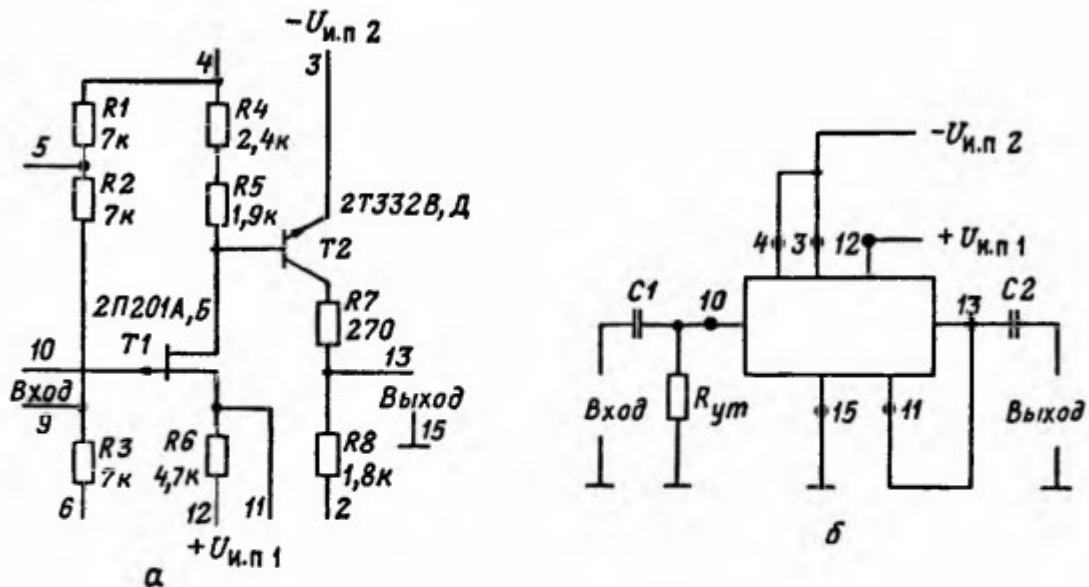 -Uи.п 2
3
4
R1
7к
R4
2,4к
5
R2
7к
R5
1,9к
2Т332В,Д
Т2
2П201А,Б
Т1
R7
270
10
Вход
9
13
Выход
15
R3
7к
R6
4,7к
R8
1,8к
6
12
11
2
+Uи.п 1
а
-Uи.п 2
4
3
12
+Uи.п 1
С1
10
13
С2
Вход
Rут
15
11
Выход
б